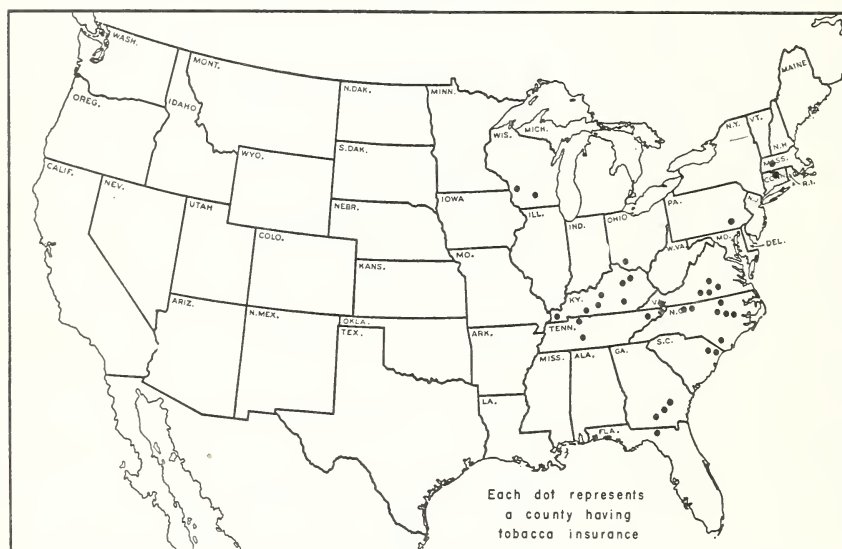 WASH.
MONT.
N.DAK.
MINN.
MAINE
OREG.
IDAHO
WIS.
MICH.
N.Y.
VT.
N.H.
S.DAK.
WYO.
MASS.
CONN.
R.I.
CALIF.
NEV.
UTAH
NEBR.
IOWA
ILL.
IND.
OHIO
PA.
N.J.
COLO.
MO.
W.VA.
MD.
DEL.
KANS.
KY.
VA.
ARIZ.
N.MEX.
OKLA.
TENN.
N.C.
TEX.
ARK.
S.C.
MISS.
ALA.
GA.
LA.
FLA.
Each dot represents
a county having
tobacca insurance